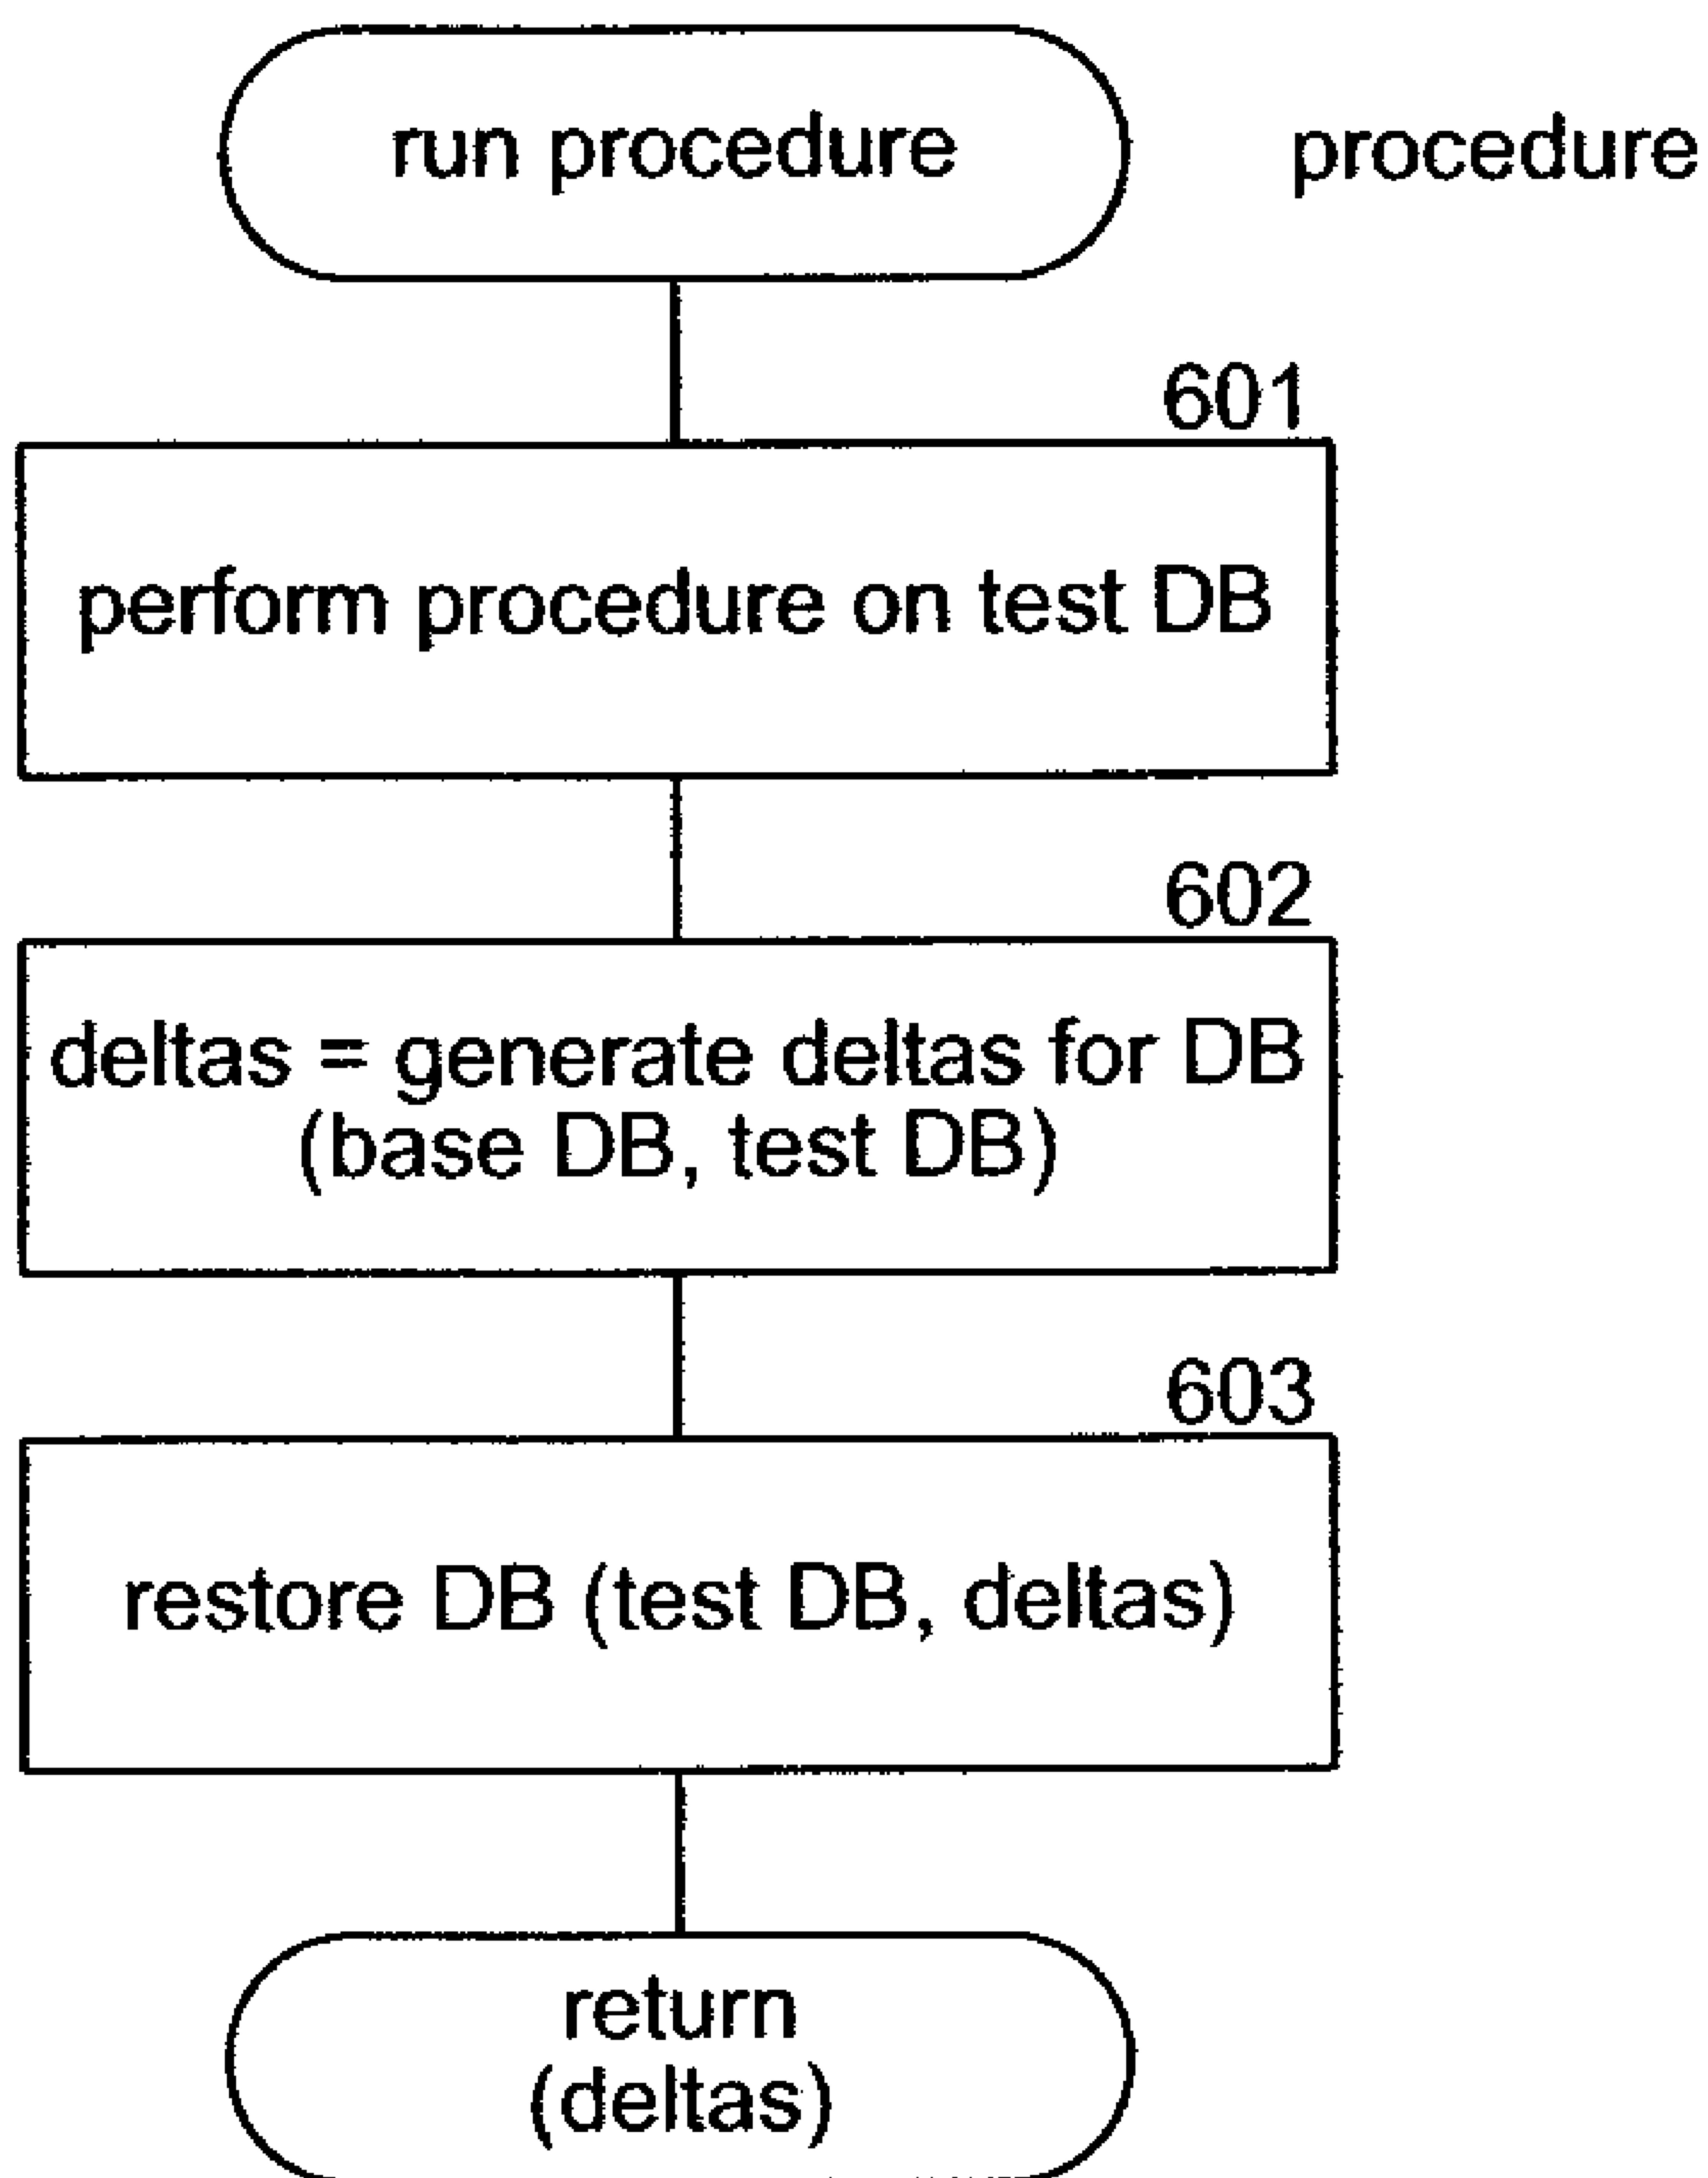 run procedure
procedure
601
perform procedure on test DB
602
deltas = generate deltas for DB
(base DB, test DB)
603
restore DB (test DB, deltas)
return
(deltas)